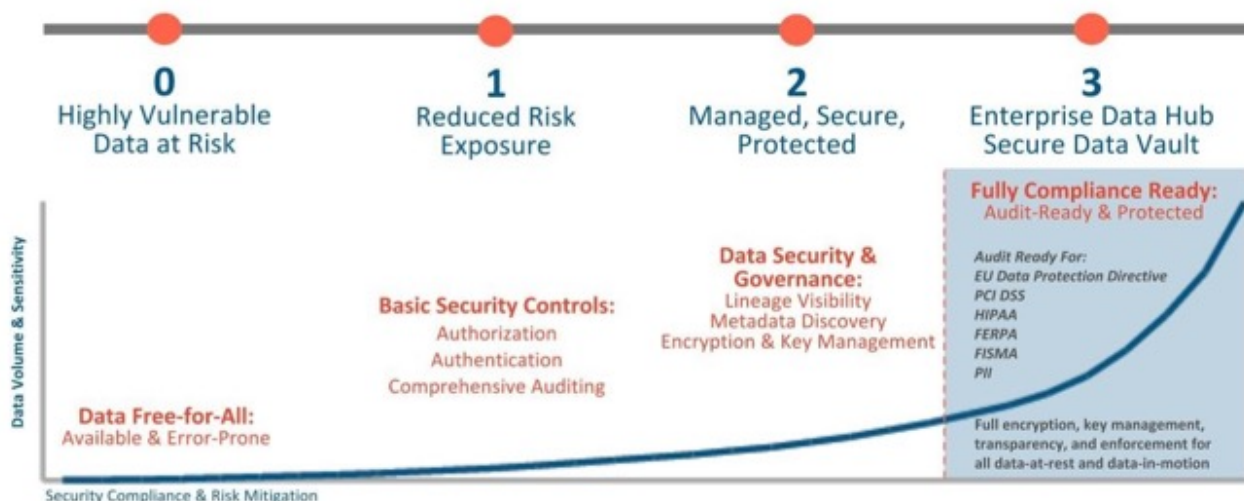 0
Highly Vulnerable
Data at Risk
1
Reduced Risk
Exposure
2
Managed, Secure,
Protected
3
Enterprise Data Hub
Secure Data Vault
Data Volume & Sensitivity
Data Free-for-All:
Available & Error-Prone
Basic Security Controls:
Authorization
Authentication
Comprehensive Auditing
Data Security &
Governance:
Lineage Visibility
Metadata Discovery
Encryption & Key Management
Fully Compliance Ready:
Audit-Ready & Protected
Audit Ready For:
EU Data Protection Directive
PCI DSS
HIPAA
FERPA
FISMA
PII
Full encryption, key management,
transparency, and enforcement for
all data-at-rest and data-in-motion
Security Compliance & Risk Mitigation